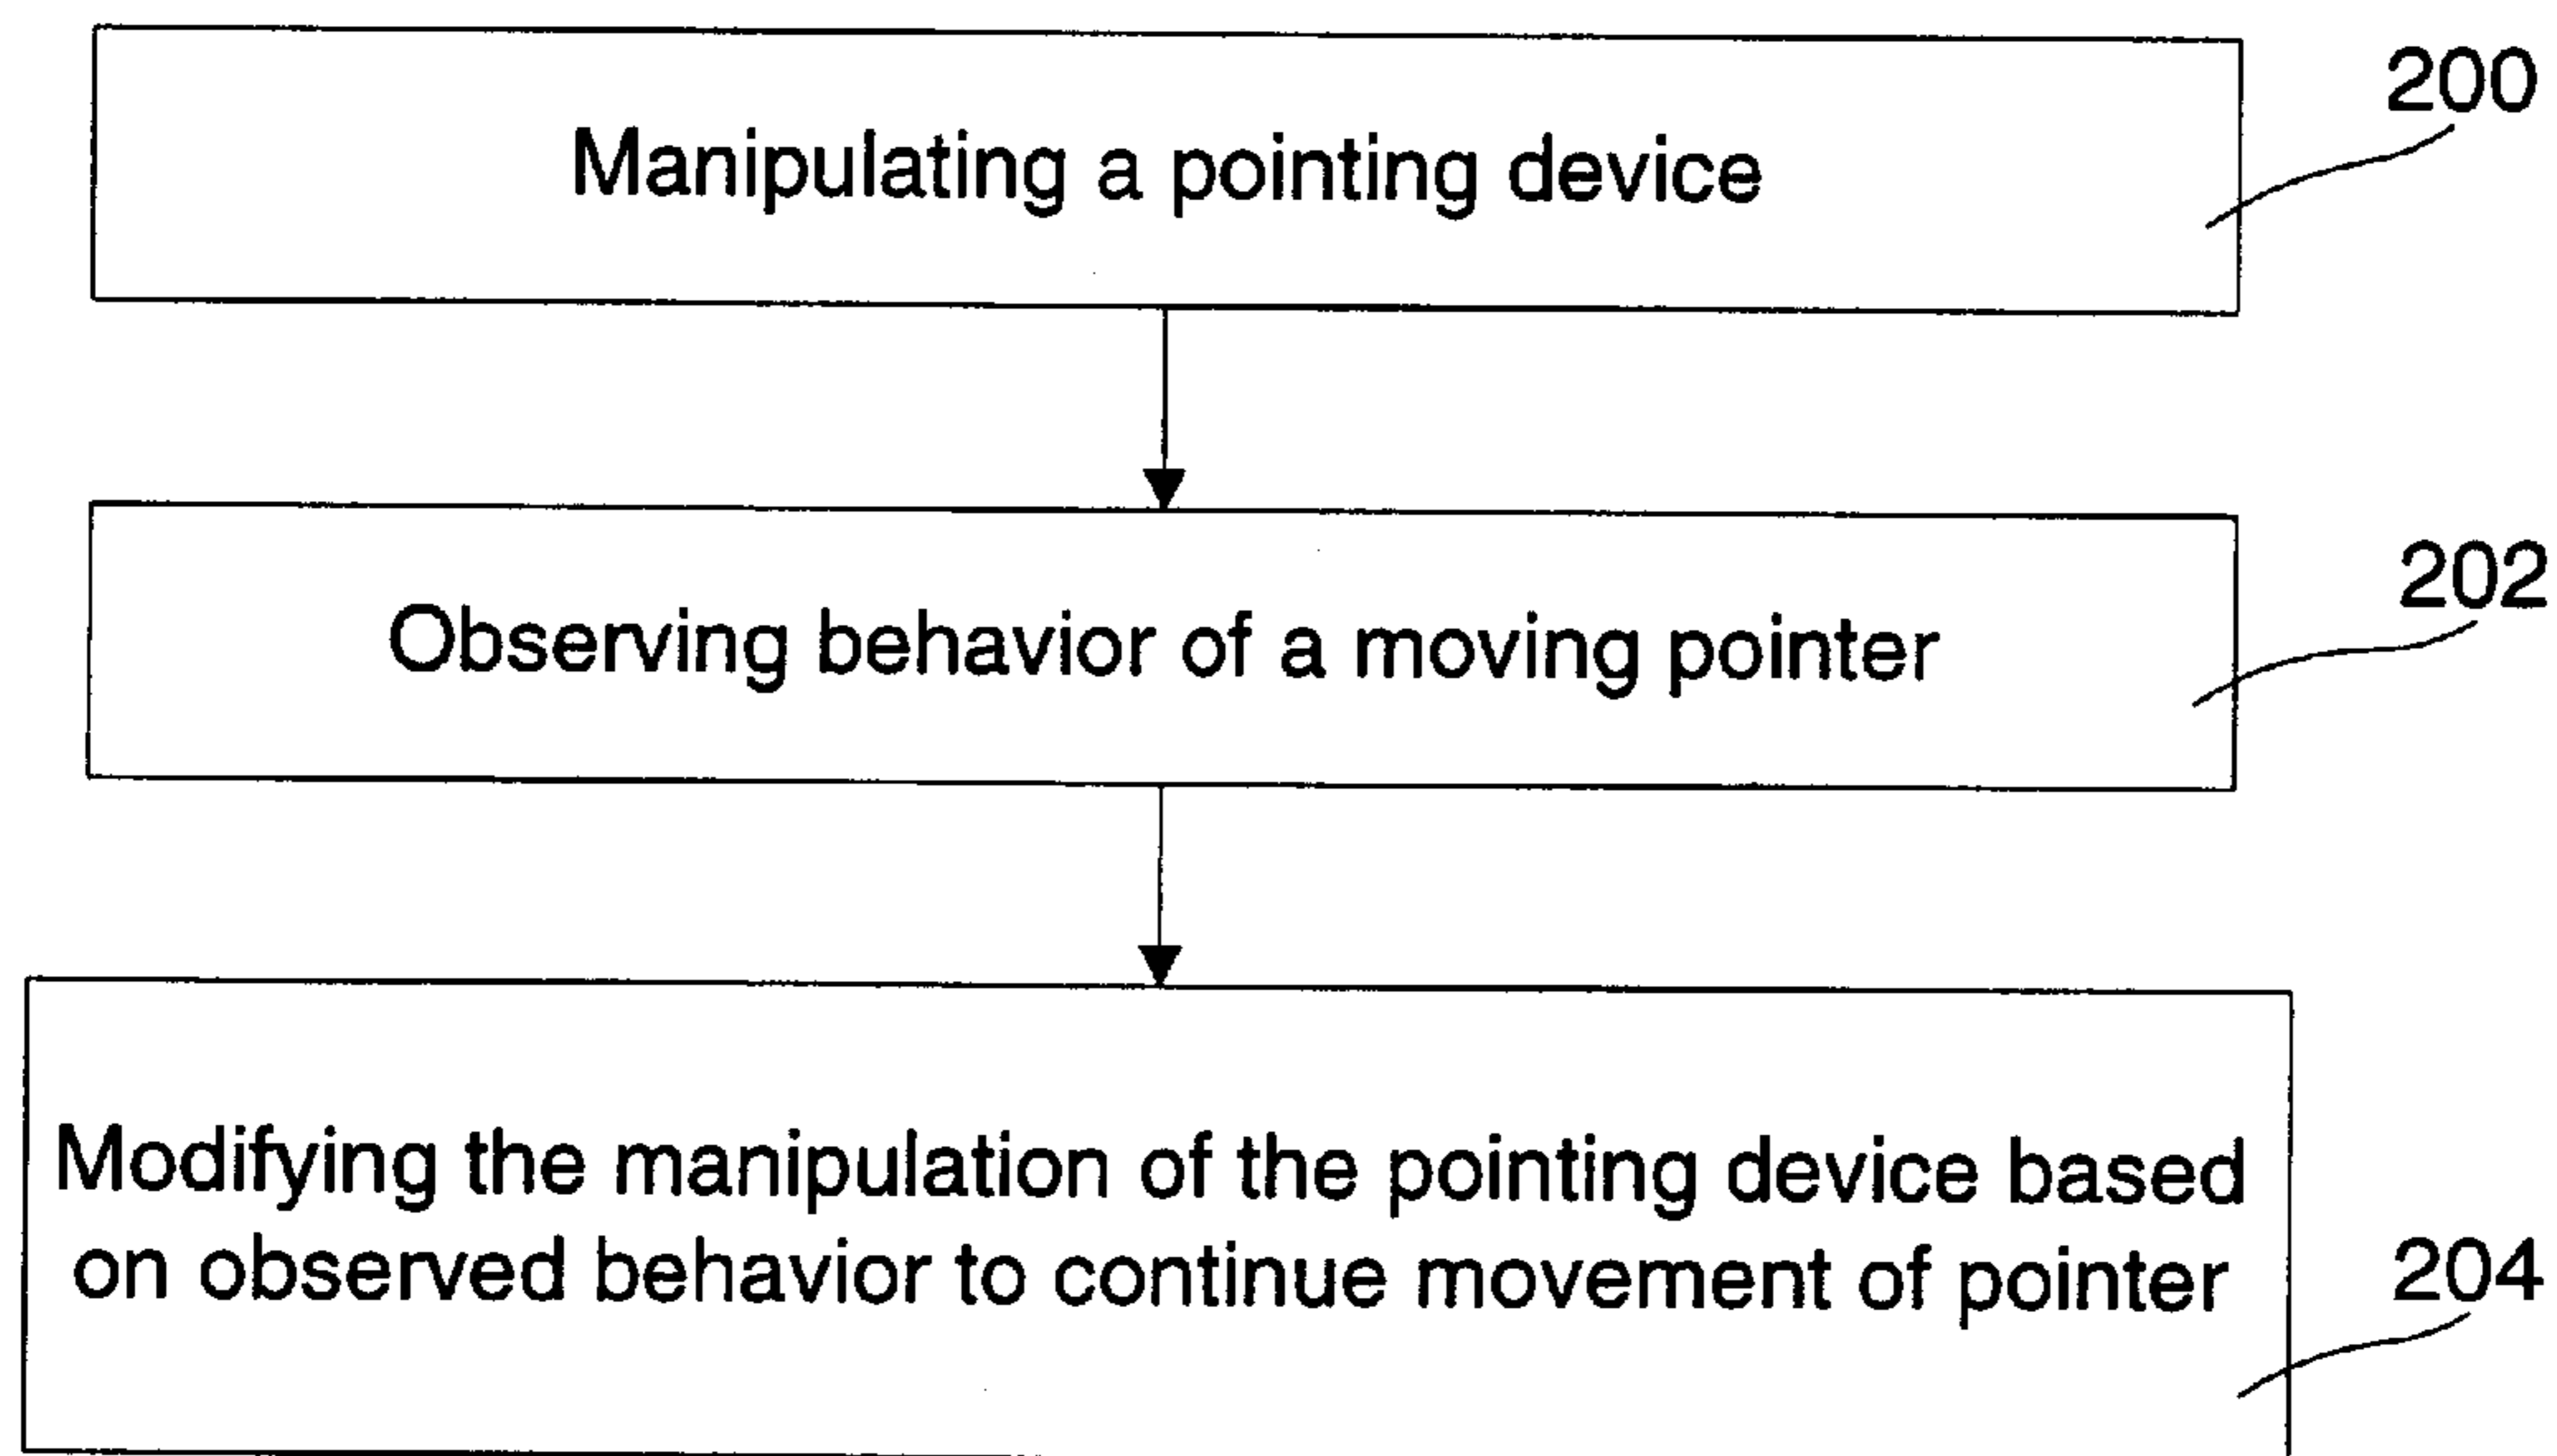 200
Manipulating a pointing device
202
Observing behavior of a moving pointer
Modifying the manipulation of the pointing device based
on observed behavior to continue movement of pointer
204